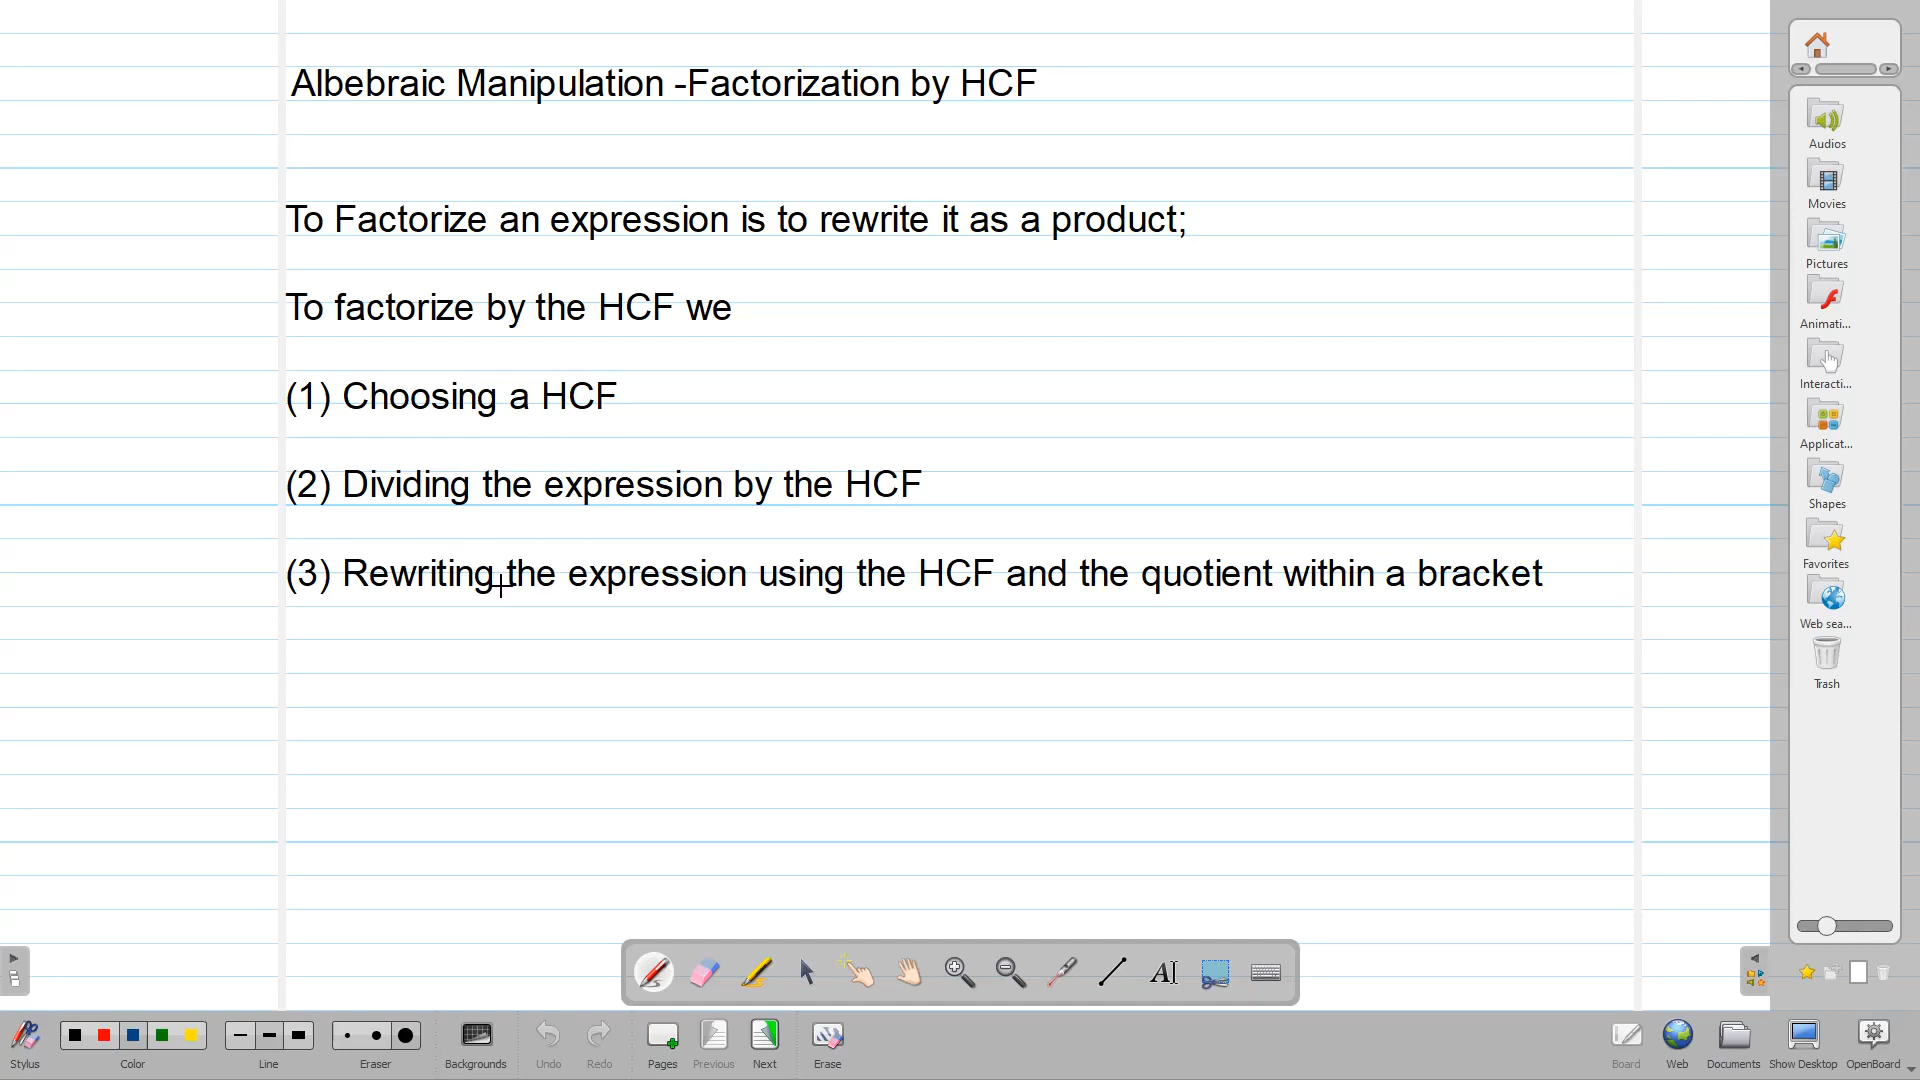 Albebraic Manipulation -Factorization by HCF
To Factorize an expression is to rewrite it as a product;
To factorize by the HCF we
(1) Choosing a HCF
(2) Dividing the expression by the HCF
(3) Rewriting the expression using the HCF and the quotient within a bracket
Audios
Movies
Pictures
Animati...
Interacti...
Applicat...
Shapes
Favorites
Web sea...
Trash
AI
Stylus
Color
Line
Eraser
Backgrounds
Undo
Redo
Pages
Previous
Next
Erase
Board
Web
Documents
Show Desktop
OpenBoard